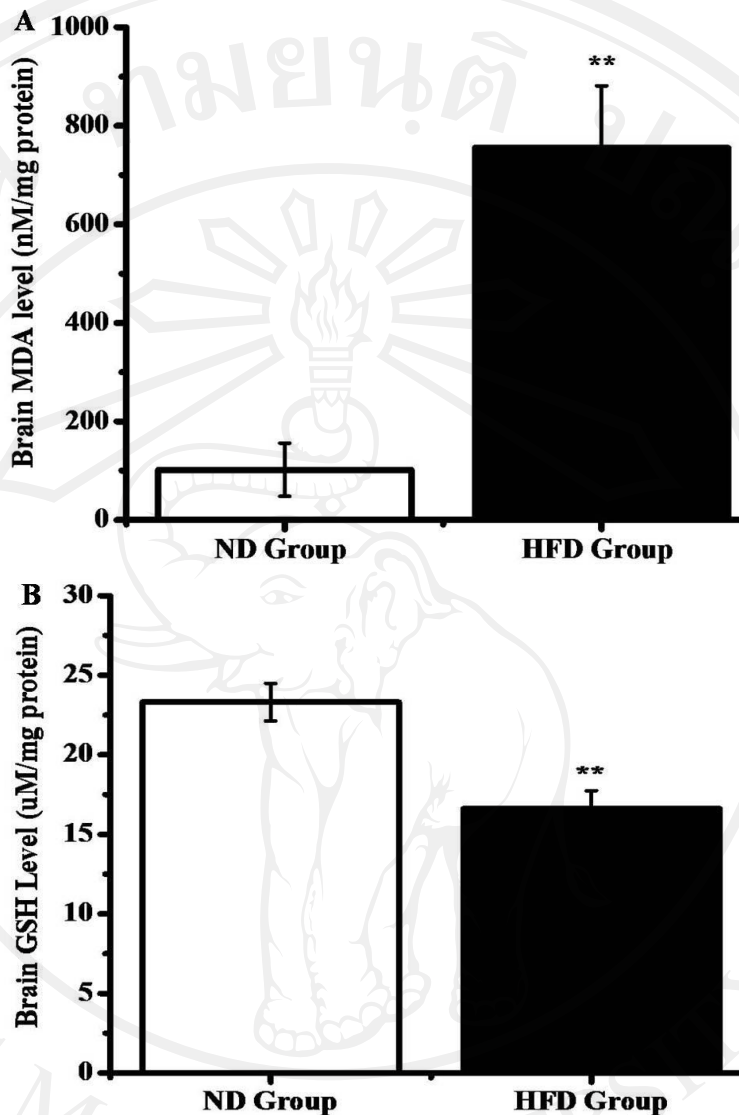 A
1000
800
600
400
200
0
Brain MDA level (nM/mg protein)
**
ND Group
HFD Group
B
30
25
20
15
10
5
0
Brain GSH Level (uM/mg protein)
**
ND Group
HFD Group